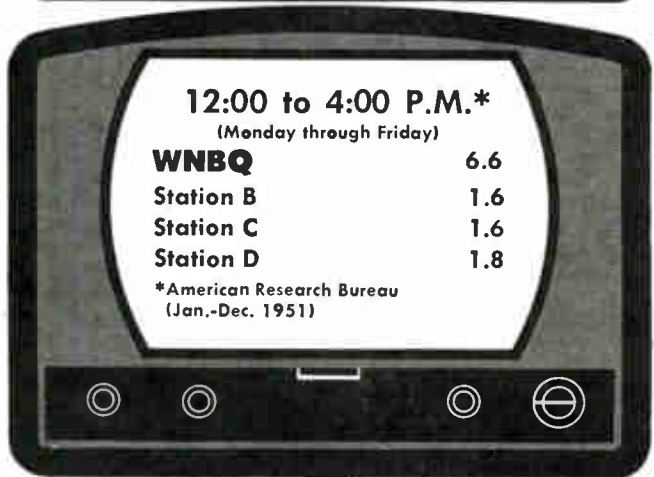 12:00 to 4:00 P.M.*
(Monday through Friday)
WNBQ 6.6
Station B 1.6
Station C 1.6
Station D 1.8
*American Research Bureau
(Jan.-Dec. 1951)